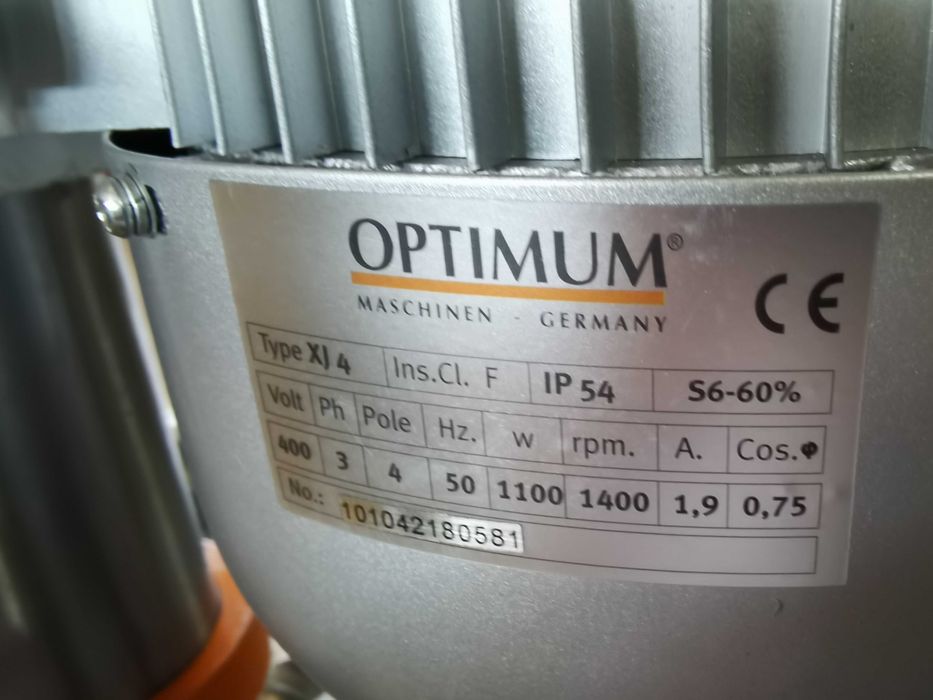 OPTIMUM®
MASCHINEN - GERMANY
CE
Type XJ 4 Ins.Cl. F IP 54 S6-60%
Volt Ph Pole Hz. W rpm. A. Cos.φ
400 3 4 50 1100 1400 1,9 0,75
No.: 101042180581